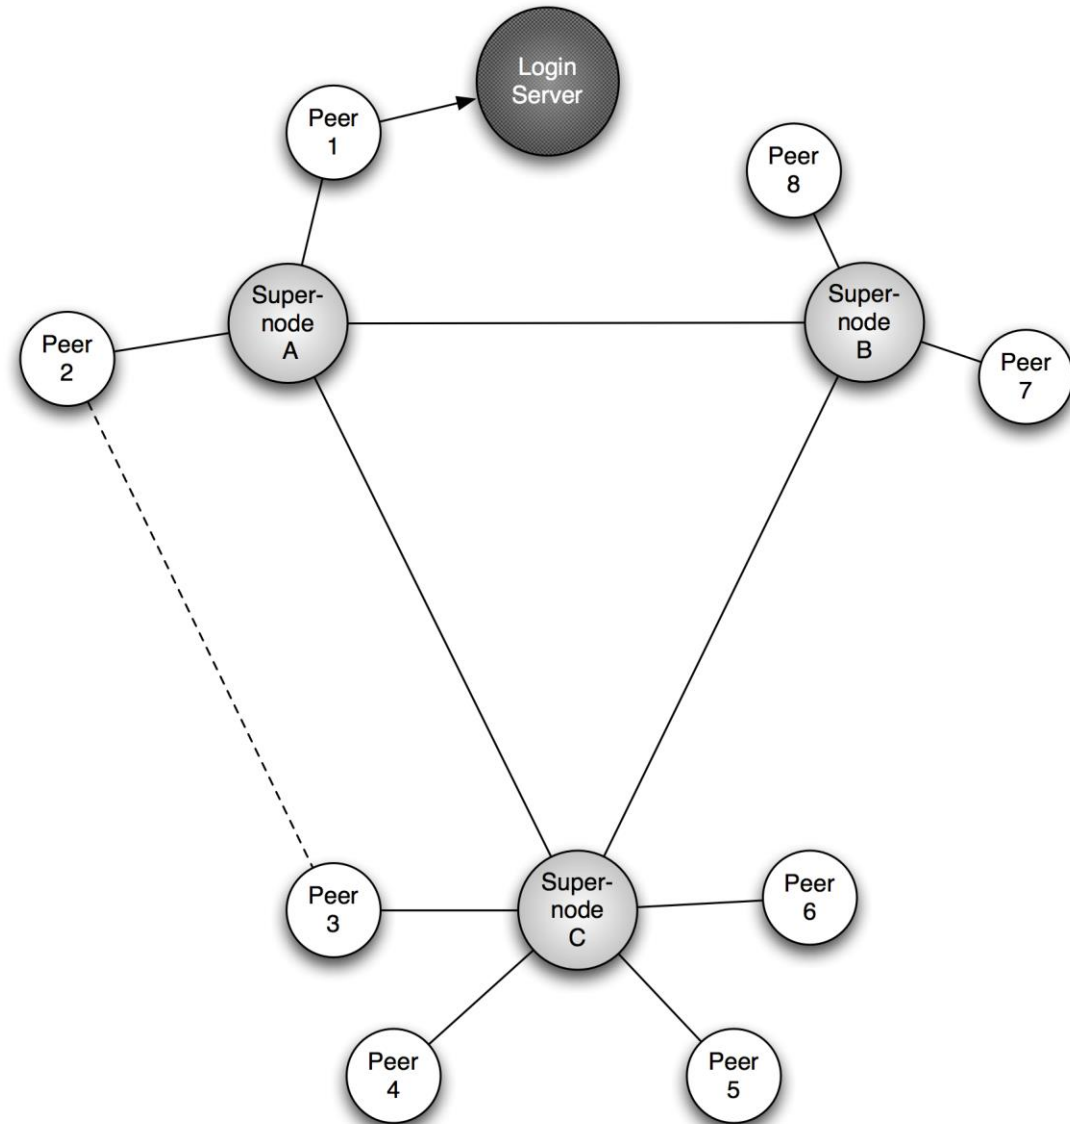 Login
Server
Peer
1
Peer
8
Super-
node
A
Super-
node
B
Peer
2
Peer
7
Super-
node
C
Peer
3
Peer
6
Peer
4
Peer
5